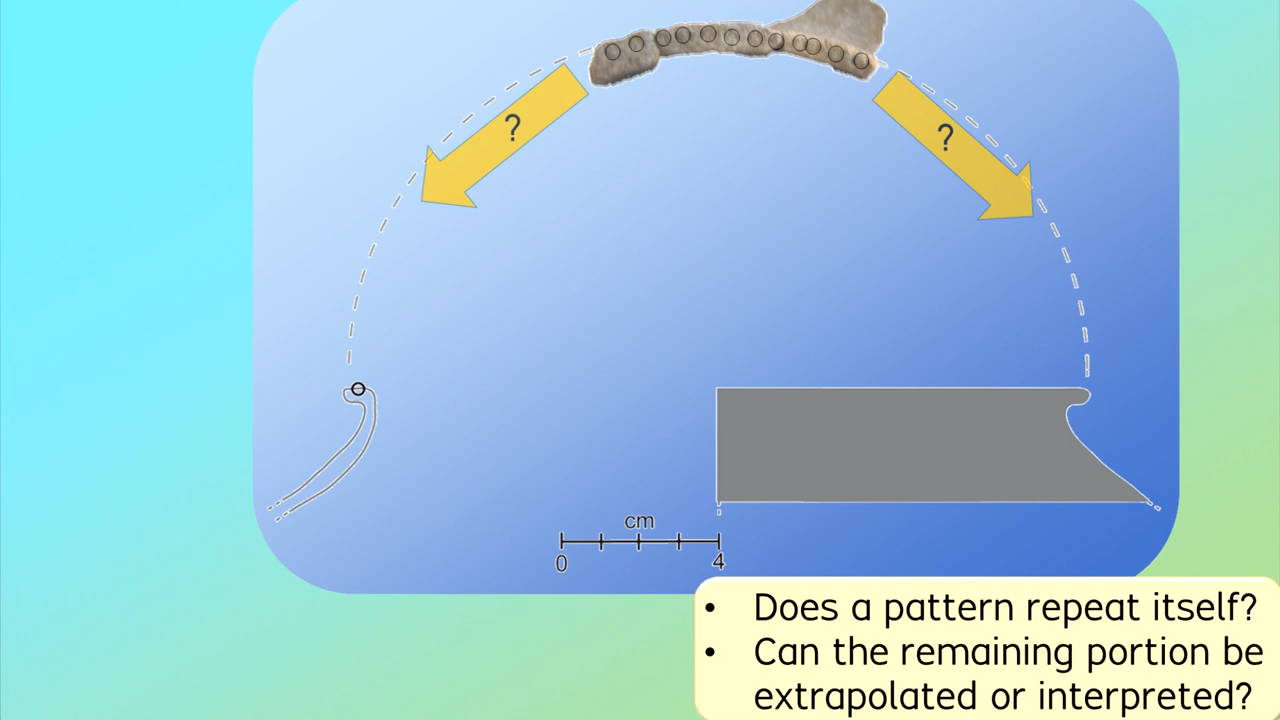 ?
?
cm
0 4
• Does a pattern repeat itself?
• Can the remaining portion be
extrapolated or interpreted?